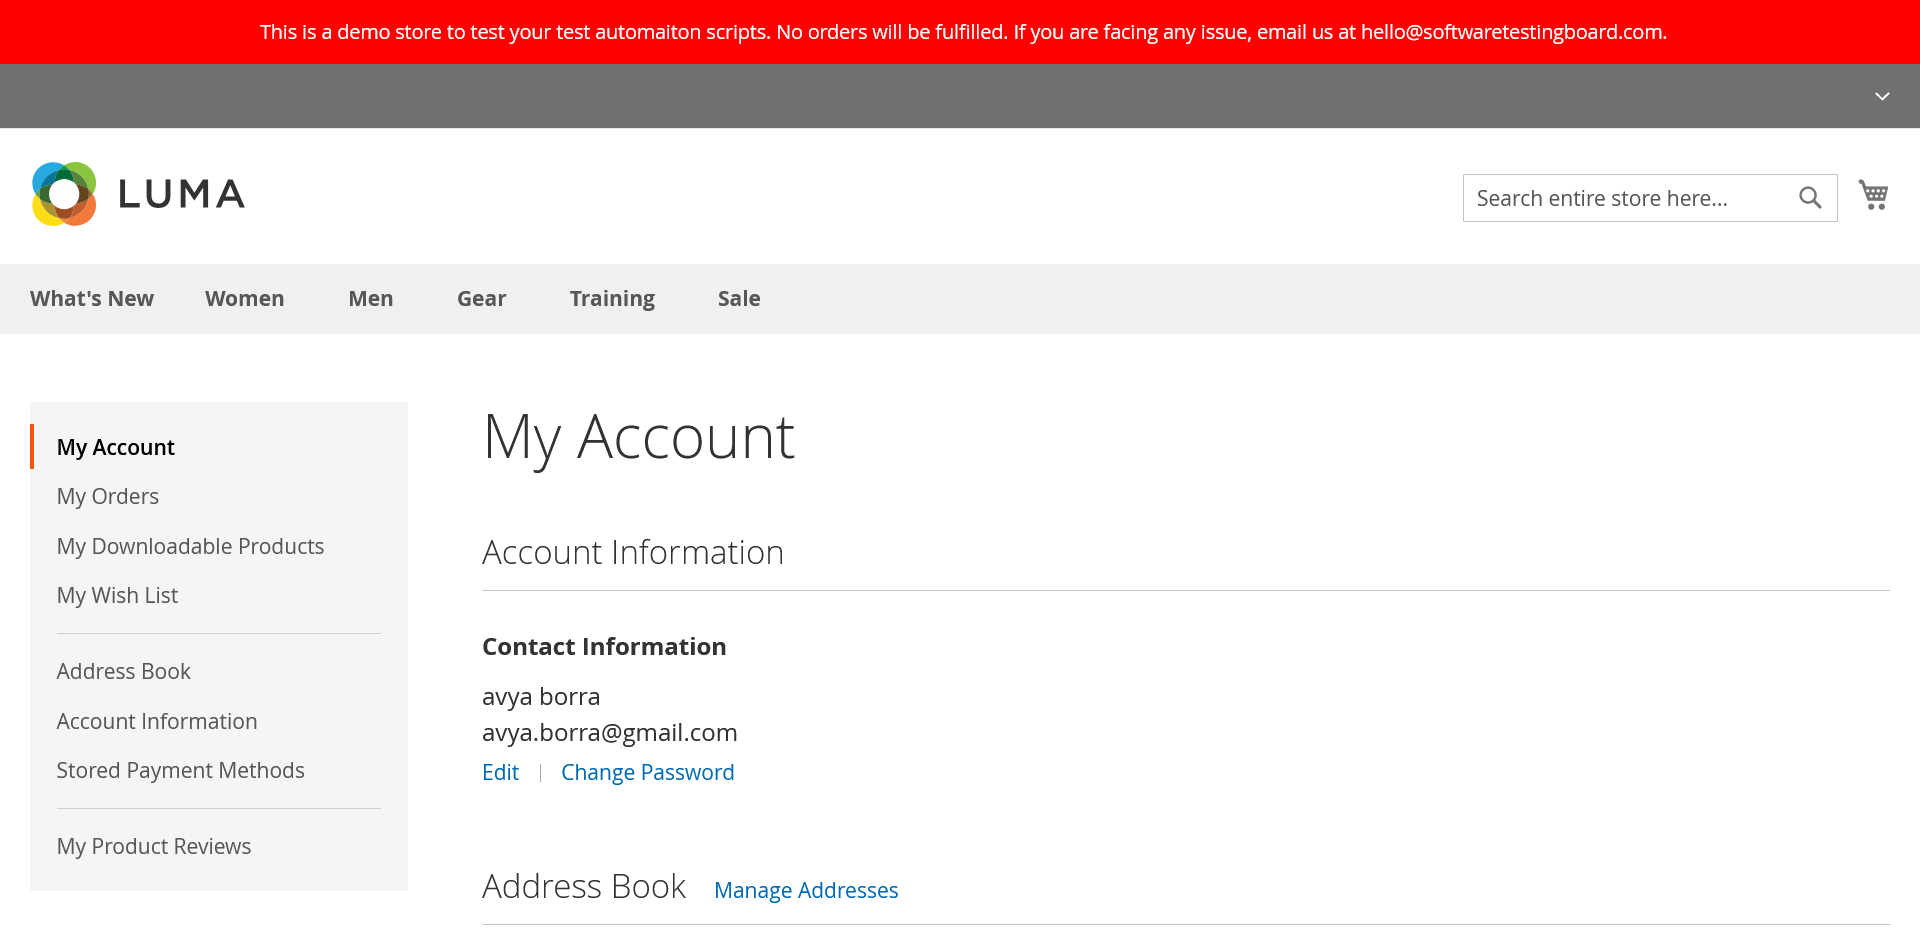 This is a demo store to test your test automaiton scripts. No orders will be fulfilled. If you are facing any issue, email us at hello@softwaretestingboard.com.
LUMA
Search entire store here...
What's New
Women
Men
Gear
Training
Sale
My Account
My Orders
My Downloadable Products
My Wish List
Address Book
Account Information
Stored Payment Methods
My Product Reviews
My Account
Account Information
Contact Information
avya borra
avya.borra@gmail.com
Edit | Change Password
Address Book Manage Addresses